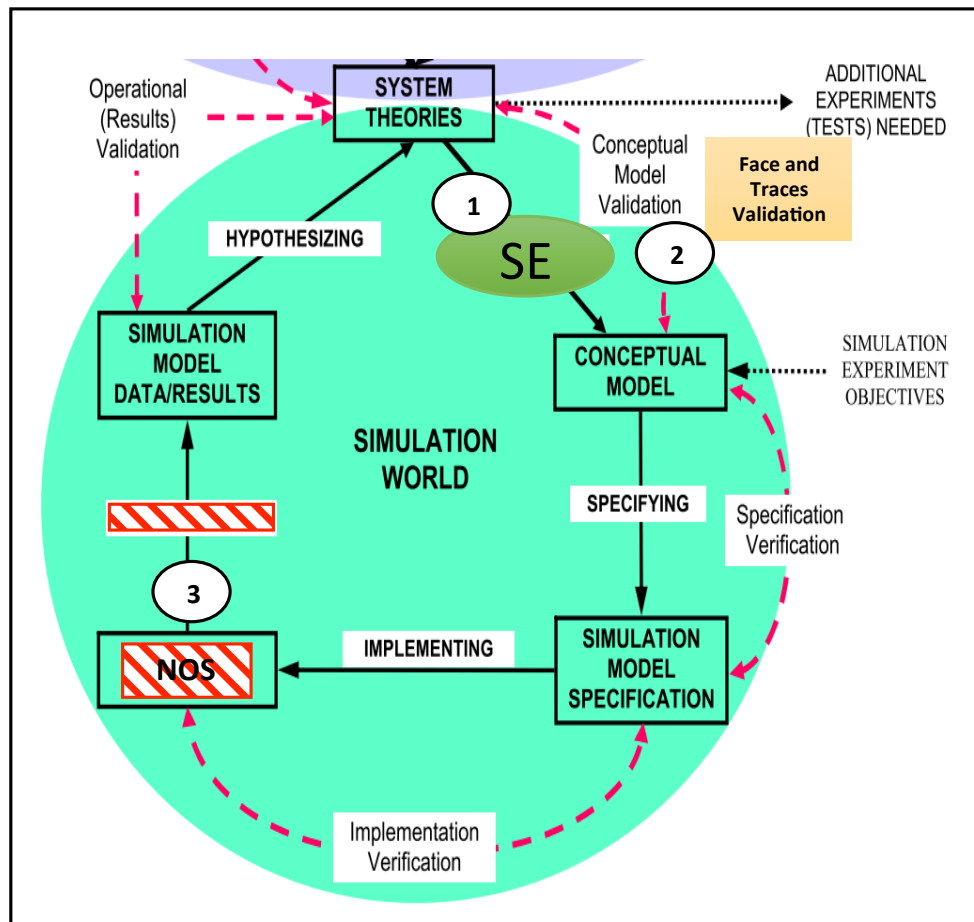 SYSTEM
THEORIES
Operational
(Results)
Validation
ADDITIONAL
EXPERIMENTS
(TESTS) NEEDED
Conceptual
Model
Validation
Face and
Traces
Validation
1
2
SE
HYPOTHESIZING
SIMULATION
MODEL
DATA/RESULTS
CONCEPTUAL
MODEL
SIMULATION
EXPERIMENT
OBJECTIVES
SIMULATION
WORLD
SPECIFYING
Specification
Verification
3
NOS
IMPLEMENTING
SIMULATION
MODEL
SPECIFICATION
Implementation
Verification